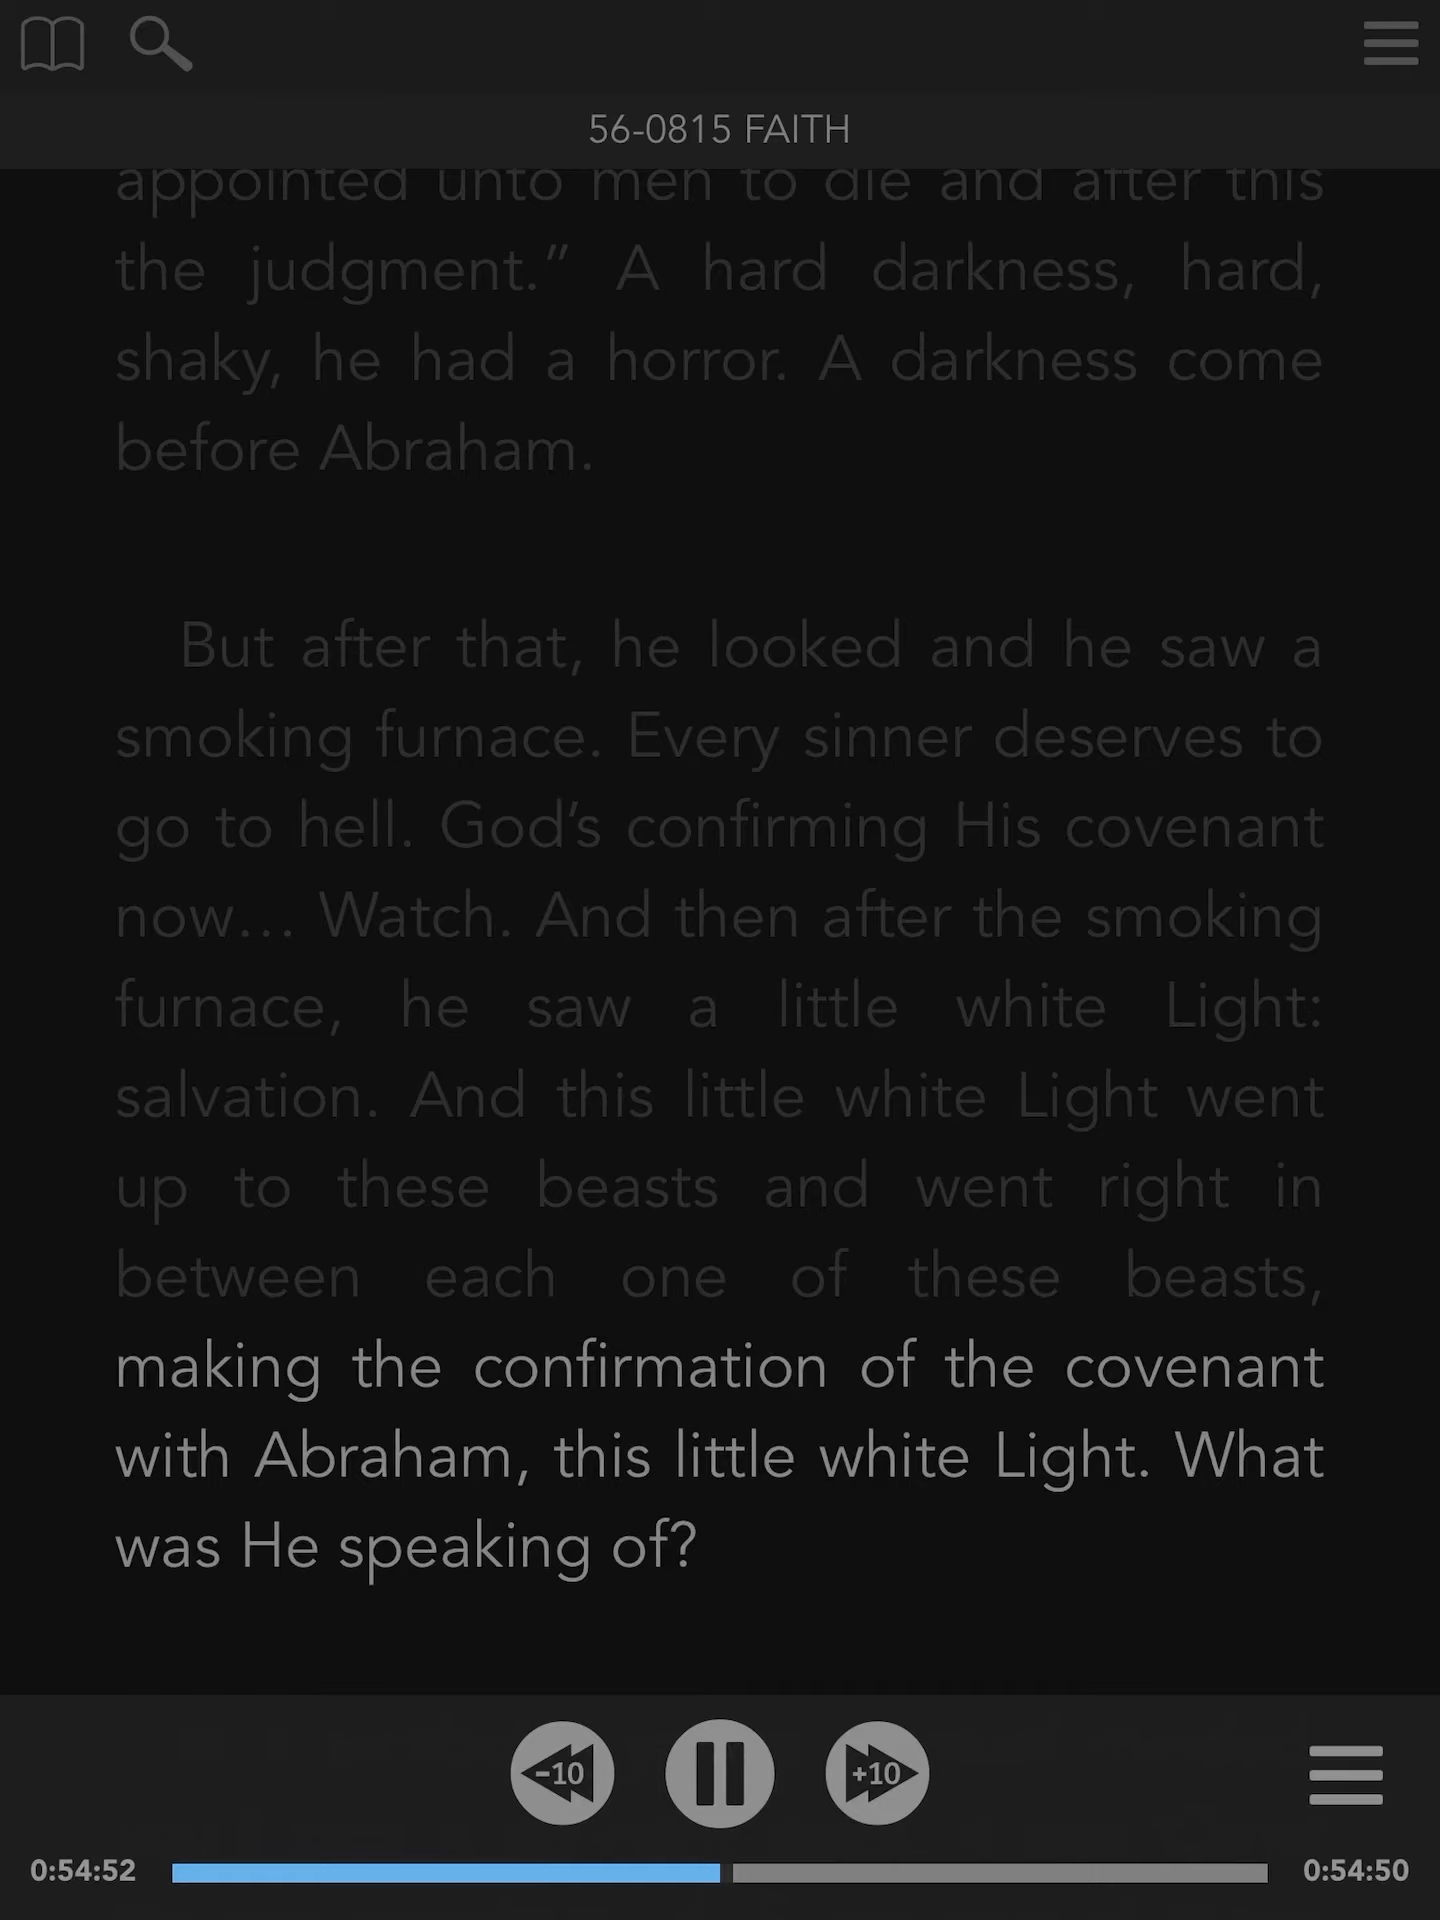 56-0815 FAITH
appointed unto men to die and after this
the judgment.” A hard darkness, hard,
shaky, he had a horror. A darkness come
before Abraham.
But after that, he looked and he saw a
smoking furnace. Every sinner deserves to
go to hell. God’s confirming His covenant
now… Watch. And then after the smoking
furnace, he saw a little white Light:
salvation. And this little white Light went
up to these beasts and went right in
between each one of these beasts,
making the confirmation of the covenant
with Abraham, this little white Light. What
was He speaking of?
-10 +10
0:54:52 0:54:50